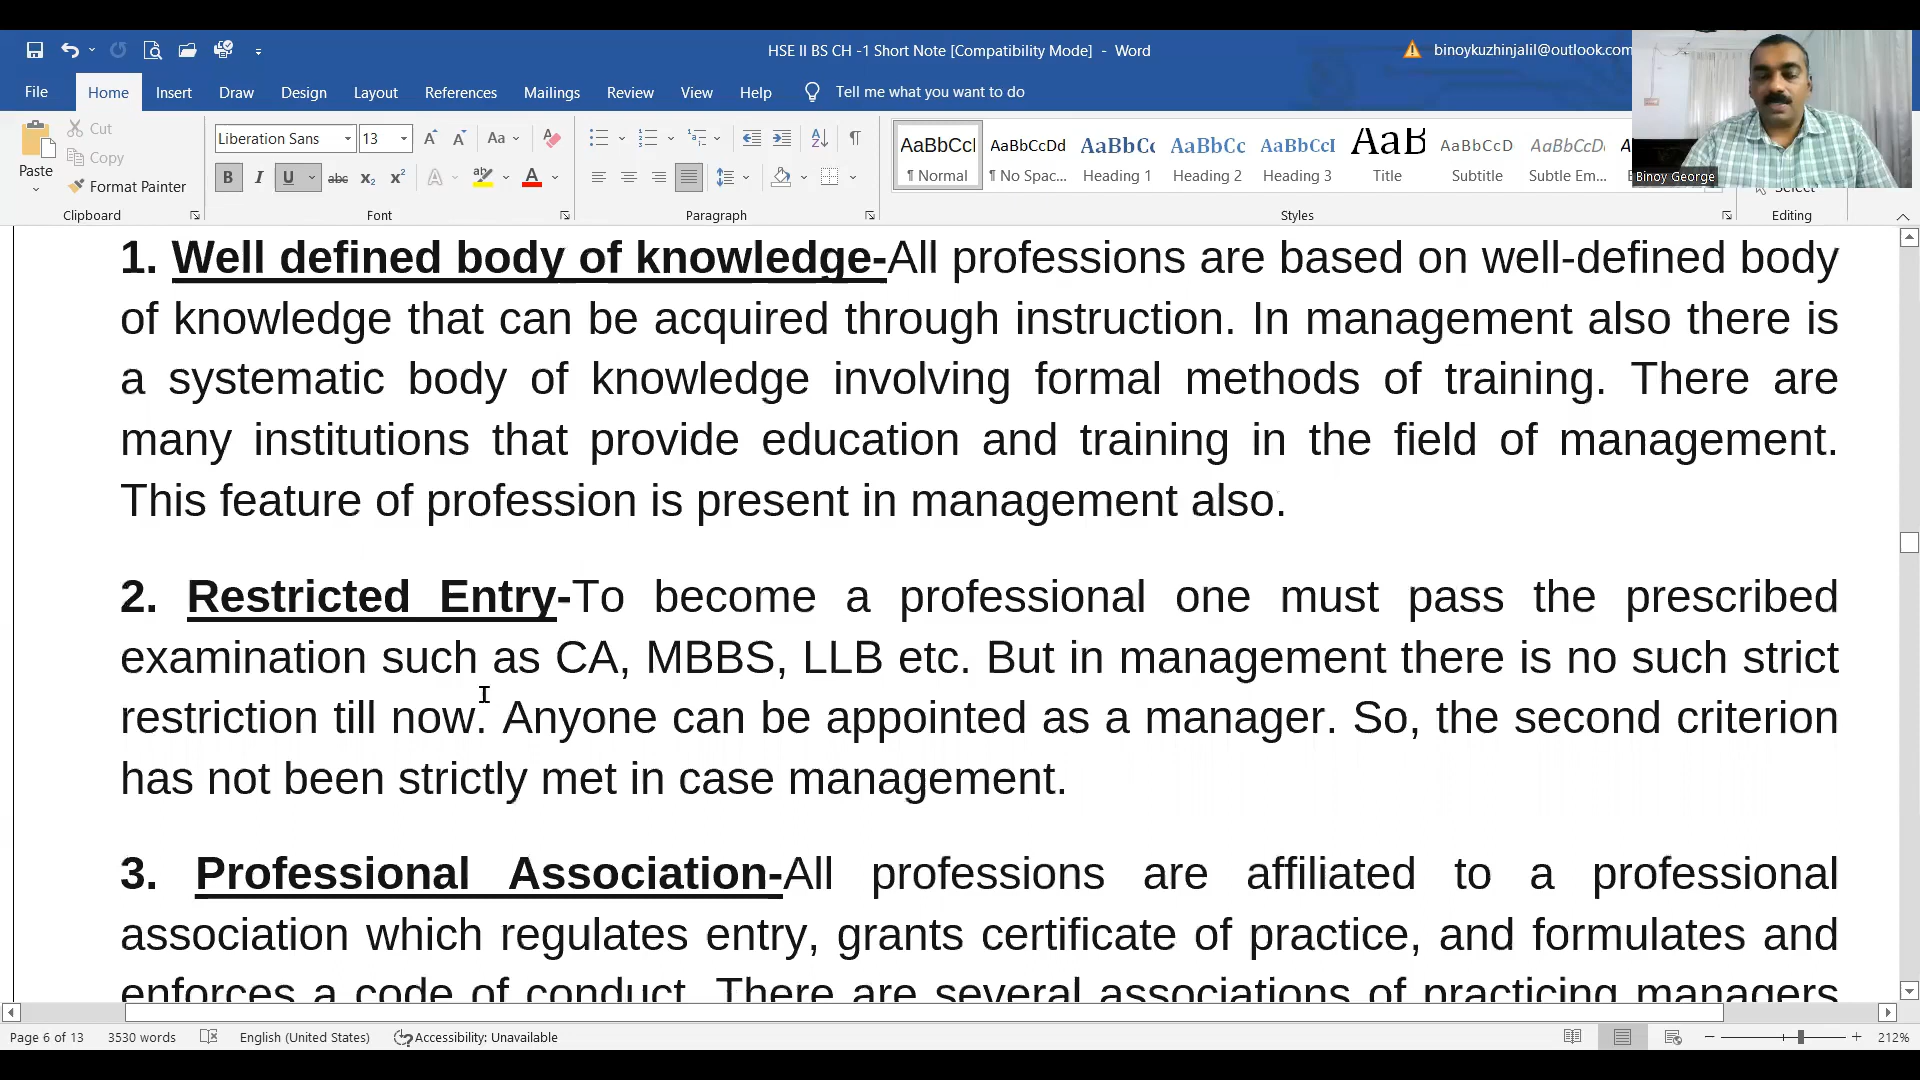 HSE II BS CH -1 Short Note [Compatibility Mode] - Word
binoykuzhinjalil@outlook.com
File Home Insert Draw Design Layout References Mailings Review View Help Tell me what you want to do
Paste
Cut
Copy
Format Painter
Clipboard
Liberation Sans 13
Font
Paragraph
AaBbCcI AaBbCcDd AaBbCc AaBbCc AaBbCcI AaB AaBbCcD AaBbCcD
¶ Normal ¶ No Spac... Heading 1 Heading 2 Heading 3 Title Subtitle Subtle Em...
Styles
Select
Editing
Binoy George
1. Well defined body of knowledge-All professions are based on well-defined body
of knowledge that can be acquired through instruction. In management also there is
a systematic body of knowledge involving formal methods of training. There are
many institutions that provide education and training in the field of management.
This feature of profession is present in management also.
2. Restricted Entry-To become a professional one must pass the prescribed
examination such as CA, MBBS, LLB etc. But in management there is no such strict
restriction till now. Anyone can be appointed as a manager. So, the second criterion
has not been strictly met in case management.
3. Professional Association-All professions are affiliated to a professional
association which regulates entry, grants certificate of practice, and formulates and
enforces a code of conduct. There are several associations of practicing managers
Page 6 of 13 3530 words English (United States) Accessibility: Unavailable 212%